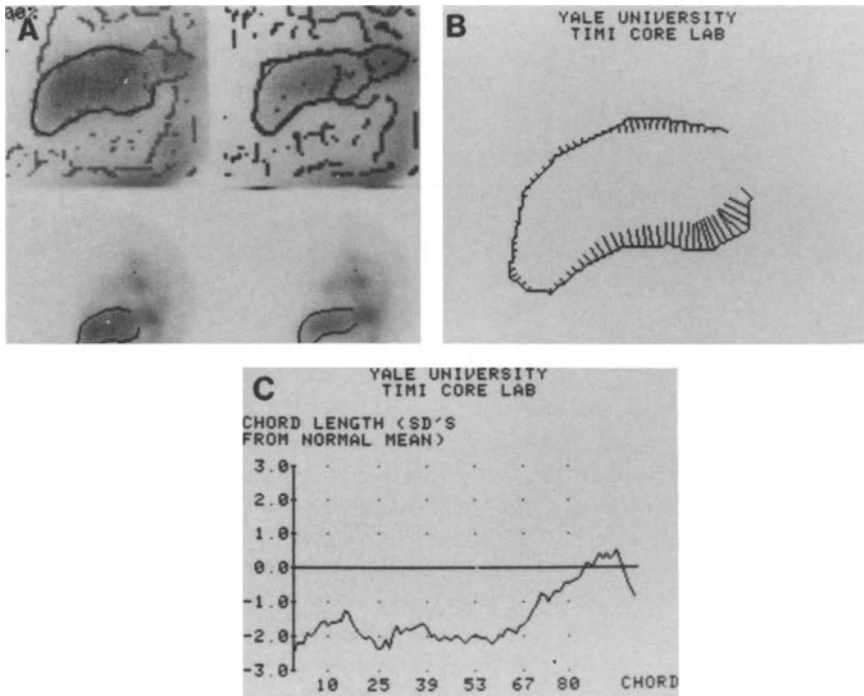 A
B
YALE UNIVERSITY
TIMI CORE LAB
C
YALE UNIVERSITY
TIMI CORE LAB
CHORD LENGTH (SD'S
FROM NORMAL MEAN)
3.0
2.0
1.0
0.0
-1.0
-2.0
-3.0
10 25 39 53 67 80 CHORD